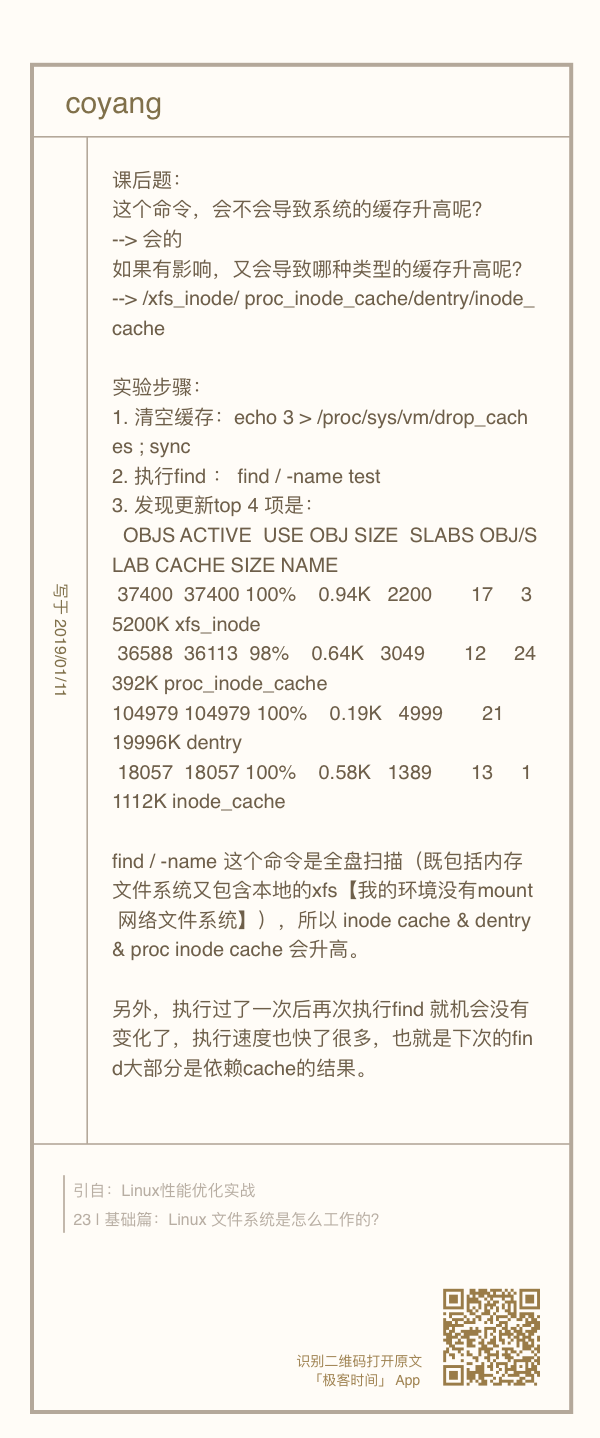 coyang
课后题：
这个命令，会不会导致系统的缓存升高呢？
--> 会的
如果有影响，又会导致哪种类型的缓存升高呢？
--> /xfs_inode/ proc_inode_cache/dentry/inode_
cache
实验步骤：
1. 清空缓存：echo 3 > /proc/sys/vm/drop_cach
es ; sync
2. 执行find ： find / -name test
3. 发现更新top 4 项是：
OBJS ACTIVE  USE OBJ SIZE  SLABS OBJ/S
LAB CACHE SIZE NAME
37400  37400 100%    0.94K   2200       17     3
5200K xfs_inode
36588  36113  98%    0.64K   3049       12     24
392K proc_inode_cache
104979 104979 100%    0.19K   4999       21
19996K dentry
18057  18057 100%    0.58K   1389       13     1
1112K inode_cache
find / -name 这个命令是全盘扫描（既包括内存
文件系统又包含本地的xfs【我的环境没有mount
网络文件系统】），所以 inode cache & dentry
& proc inode cache 会升高。
另外，执行过了一次后再次执行find 就机会没有
变化了，执行速度也快了很多，也就是下次的fin
d大部分是依赖cache的结果。
写于 2019/01/11
引自：Linux性能优化实战
23 | 基础篇：Linux 文件系统是怎么工作的?
识别二维码打开原文
「极客时间」 App